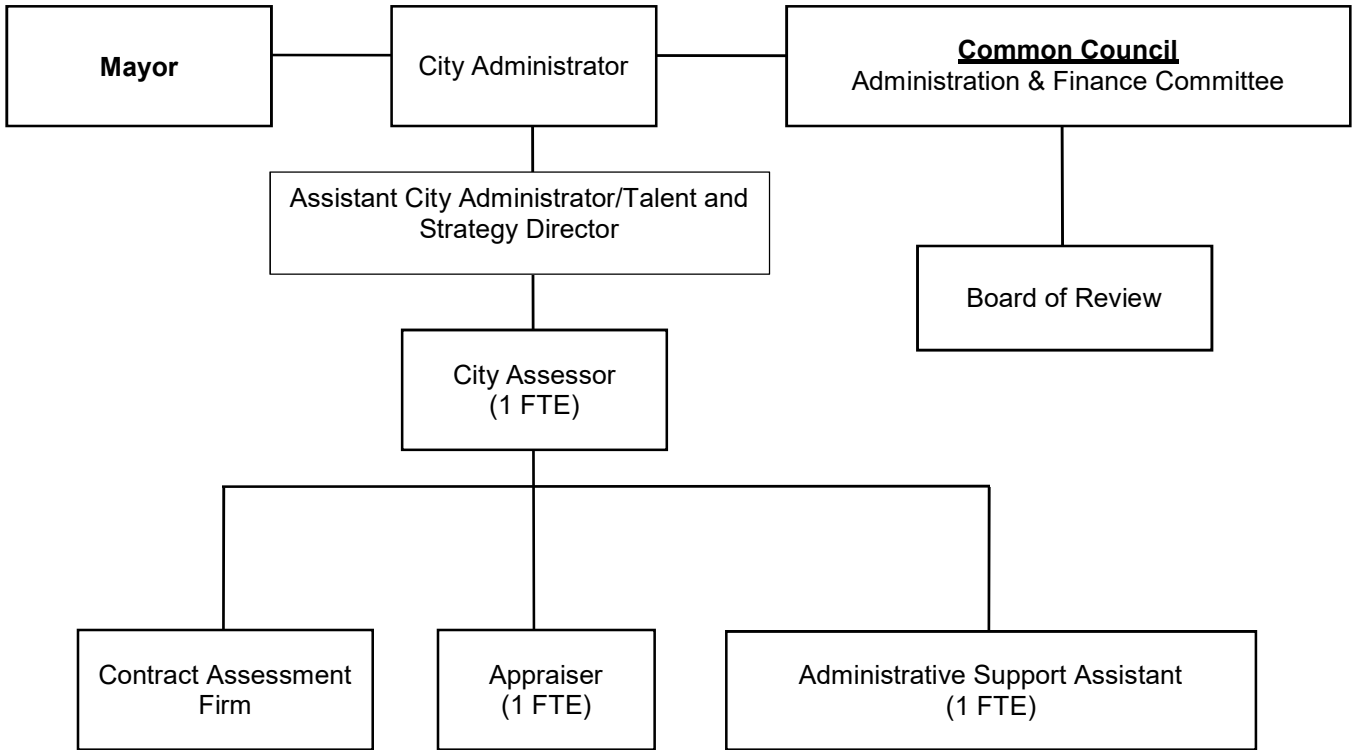 Mayor
City Administrator
Common Council
Administration & Finance Committee
Assistant City Administrator/Talent and
Strategy Director
Board of Review
City Assessor
(1 FTE)
Contract Assessment
Firm
Appraiser
(1 FTE)
Administrative Support Assistant
(1 FTE)